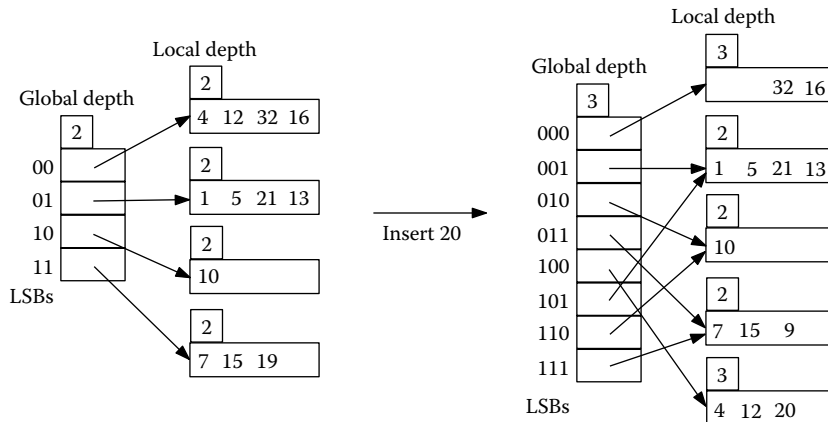 Local depth
2
Global depth
4 12 32 16
2
00
2
01
1 5 21 13
10
2
11
10
LSBs
2
7 15 19
Insert 20
Local depth
3
Global depth
32 16
3
000
2
001
1 5 21 13
010
2
011
10
100
2
101
7 15 9
110
3
111
4 12 20
LSBs